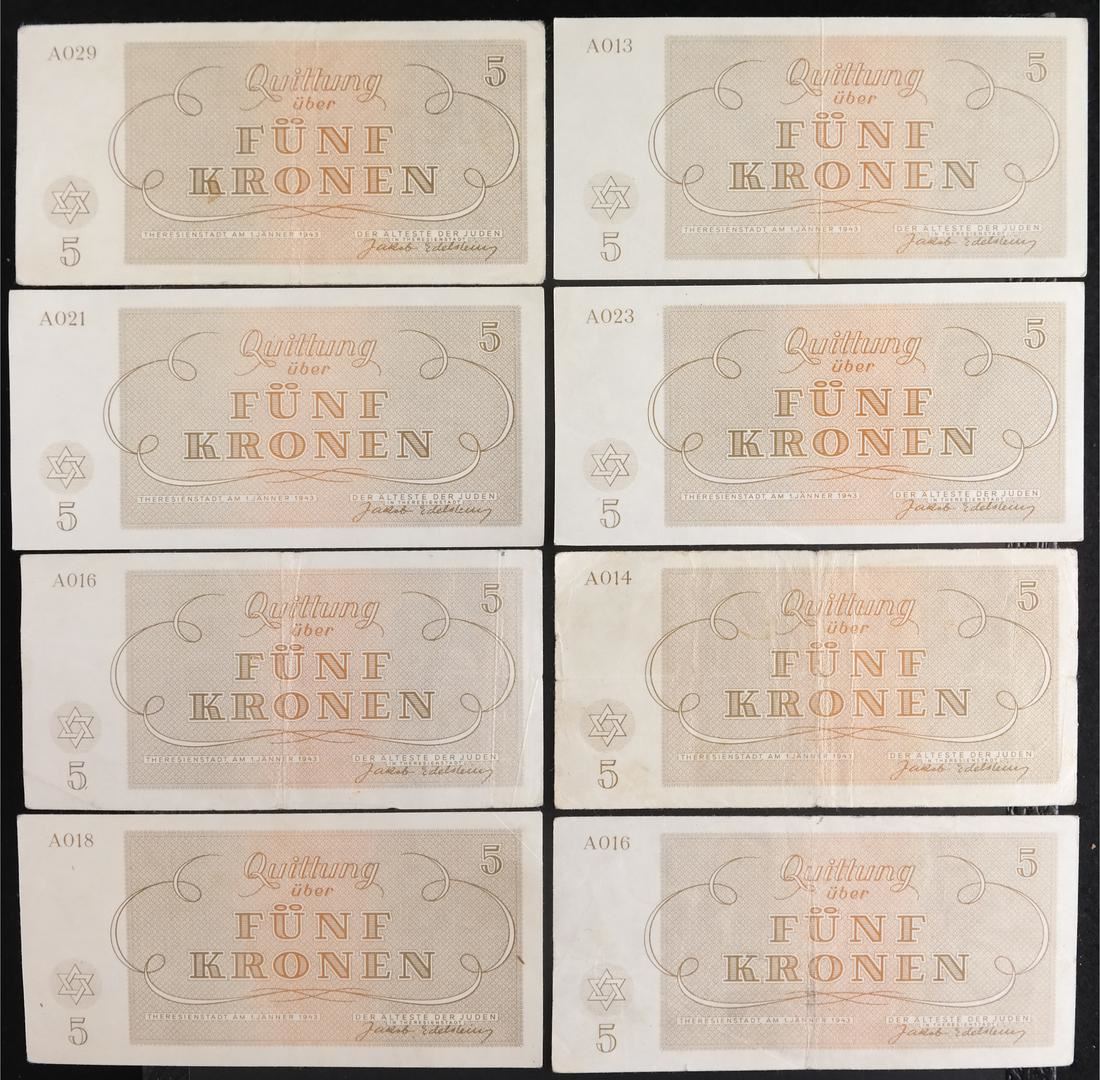 A029
Quittung
über
FÜNF
KRONEN
5
5
THERESIENSTADT AM 1. JÄNNER 1943
DER ÄLTESTE DER JUDEN
IN THERESIENSTADT
Jakob Edelstein
A013
Quittung
über
FÜNF
KRONEN
5
5
THERESIENSTADT AM 1. JÄNNER 1943
DER ÄLTESTE DER JUDEN
IN THERESIENSTADT
Jakob Edelstein
A021
Quittung
über
FÜNF
KRONEN
5
5
THERESIENSTADT AM 1. JÄNNER 1943
DER ÄLTESTE DER JUDEN
IN THERESIENSTADT
Jakob Edelstein
A023
Quittung
über
FÜNF
KRONEN
5
5
THERESIENSTADT AM 1. JÄNNER 1943
DER ÄLTESTE DER JUDEN
IN THERESIENSTADT
Jakob Edelstein
A016
Quittung
über
FÜNF
KRONEN
5
5
THERESIENSTADT AM 1. JÄNNER 1943
DER ÄLTESTE DER JUDEN
IN THERESIENSTADT
Jakob Edelstein
A014
Quittung
über
FÜNF
KRONEN
5
5
THERESIENSTADT AM 1. JÄNNER 1943
DER ÄLTESTE DER JUDEN
IN THERESIENSTADT
Jakob Edelstein
A018
Quittung
über
FÜNF
KRONEN
5
5
THERESIENSTADT AM 1. JÄNNER 1943
DER ÄLTESTE DER JUDEN
IN THERESIENSTADT
Jakob Edelstein
A016
Quittung
über
FÜNF
KRONEN
5
5
THERESIENSTADT AM 1. JÄNNER 1943
DER ÄLTESTE DER JUDEN
IN THERESIENSTADT
Jakob Edelstein